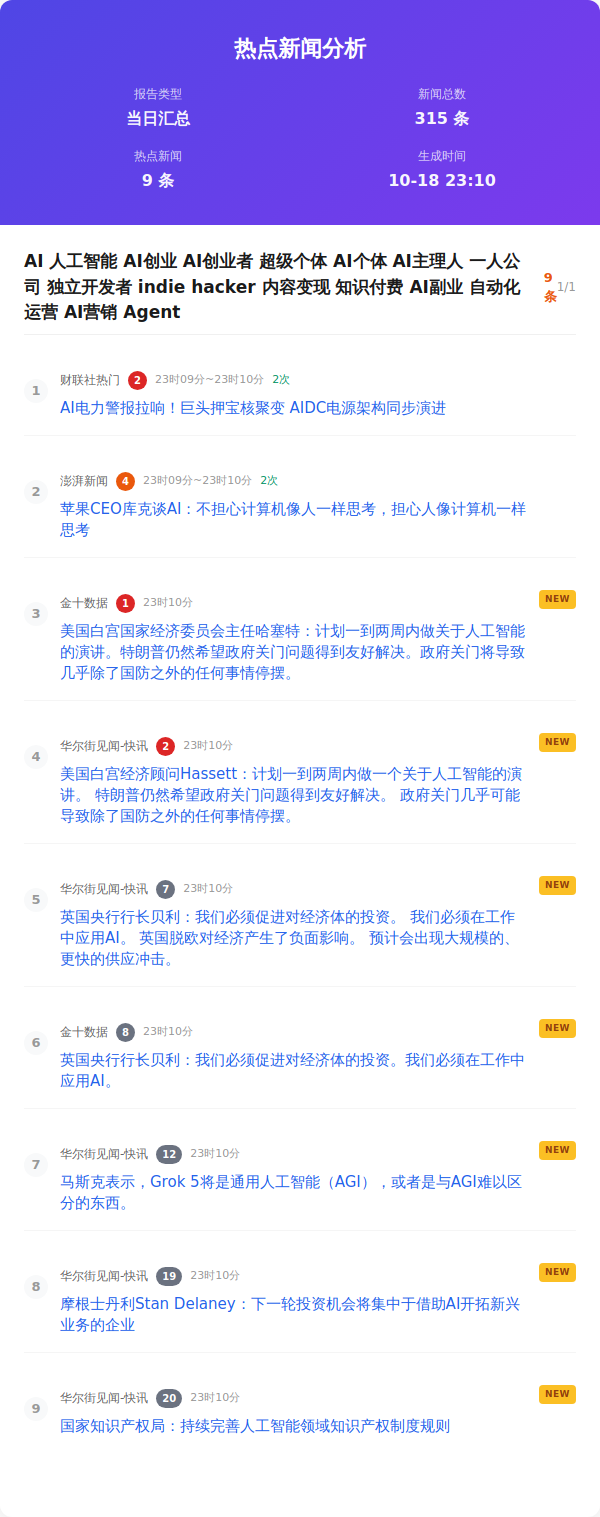 热点新闻分析
报告类型
当日汇总
新闻总数
315 条
热点新闻
9 条
生成时间
10-18 23:10
AI 人工智能 AI创业 AI创业者 超级个体 AI个体 AI主理人 一人公
司 独立开发者 indie hacker 内容变现 知识付费 AI副业 自动化
运营 AI营销 Agent
9
条
1/1
1
财联社热门 2 23时09分~23时10分 2次
AI电力警报拉响！巨头押宝核聚变 AIDC电源架构同步演进
2
澎湃新闻 4 23时09分~23时10分 2次
苹果CEO库克谈AI：不担心计算机像人一样思考，担心人像计算机一样
思考
3
金十数据 1 23时10分
NEW
美国白宫国家经济委员会主任哈塞特：计划一到两周内做关于人工智能
的演讲。特朗普仍然希望政府关门问题得到友好解决。政府关门将导致
几乎除了国防之外的任何事情停摆。
4
华尔街见闻-快讯 2 23时10分
NEW
美国白宫经济顾问Hassett：计划一到两周内做一个关于人工智能的演
讲。 特朗普仍然希望政府关门问题得到友好解决。 政府关门几乎可能
导致除了国防之外的任何事情停摆。
5
华尔街见闻-快讯 7 23时10分
NEW
英国央行行长贝利：我们必须促进对经济体的投资。 我们必须在工作
中应用AI。 英国脱欧对经济产生了负面影响。 预计会出现大规模的、
更快的供应冲击。
6
金十数据 8 23时10分
NEW
英国央行行长贝利：我们必须促进对经济体的投资。我们必须在工作中
应用AI。
7
华尔街见闻-快讯 12 23时10分
NEW
马斯克表示，Grok 5将是通用人工智能（AGI），或者是与AGI难以区
分的东西。
8
华尔街见闻-快讯 19 23时10分
NEW
摩根士丹利Stan Delaney：下一轮投资机会将集中于借助AI开拓新兴
业务的企业
9
华尔街见闻-快讯 20 23时10分
NEW
国家知识产权局：持续完善人工智能领域知识产权制度规则